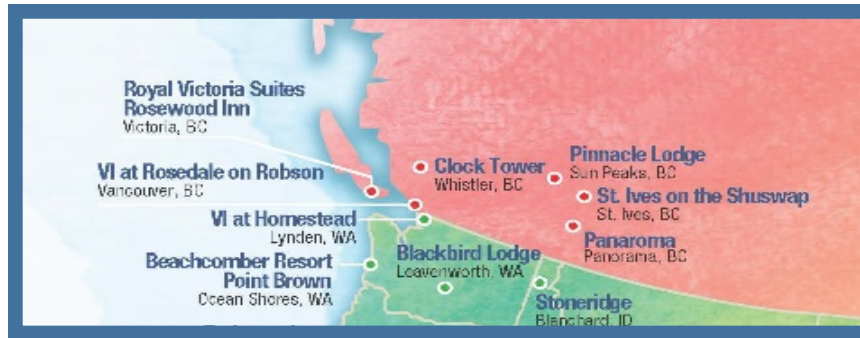 Royal Victoria Suites
Rosewood Inn
Victoria, BC
VI at Rosedale on Robson
Vancouver, BC
VI at Homestead
Lynden, WA
Beachcomber Resort
Point Brown
Ocean Shores, WA
Clock Tower
Whistler, BC
Pinnacle Lodge
Sun Peaks, BC
St. Ives on the Shuswap
St. Ives, BC
Panaroma
Panorama, BC
Blackbird Lodge
Leavenworth, WA
Stoneridge
Blanchard, ID